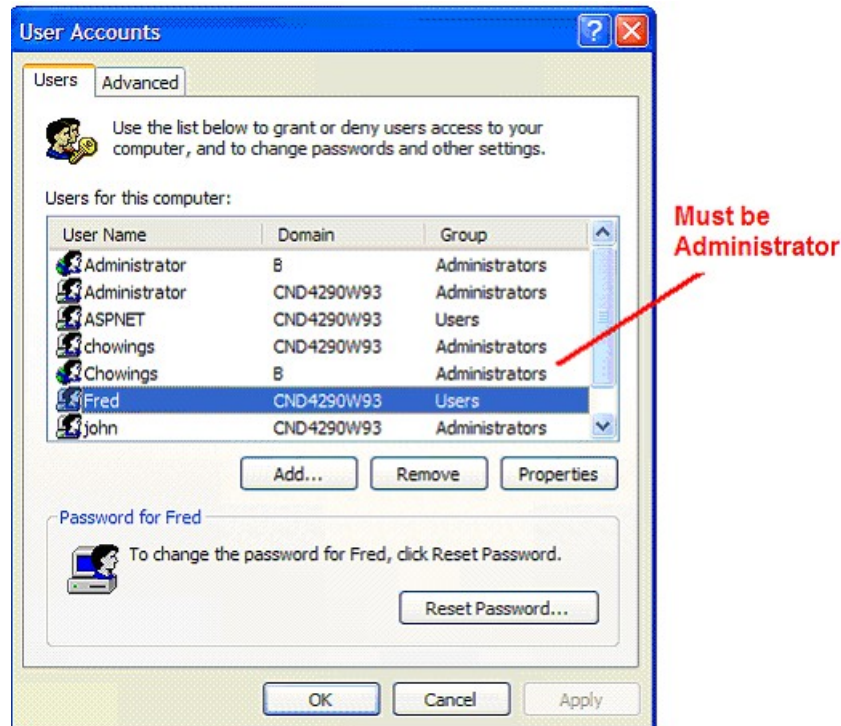 User Accounts
Users Advanced
Use the list below to grant or deny users access to your
computer, and to change passwords and other settings.
Users for this computer:
User Name Domain Group
Administrator B Administrators
Administrator CND4290W93 Administrators
ASPNET CND4290W93 Users
chowings CND4290W93 Administrators
Chowings B Administrators
Fred CND4290W93 Users
john CND4290W93 Administrators
Must be
Administrator
Add... Remove Properties
Password for Fred
To change the password for Fred, click Reset Password.
Reset Password...
OK Cancel Apply